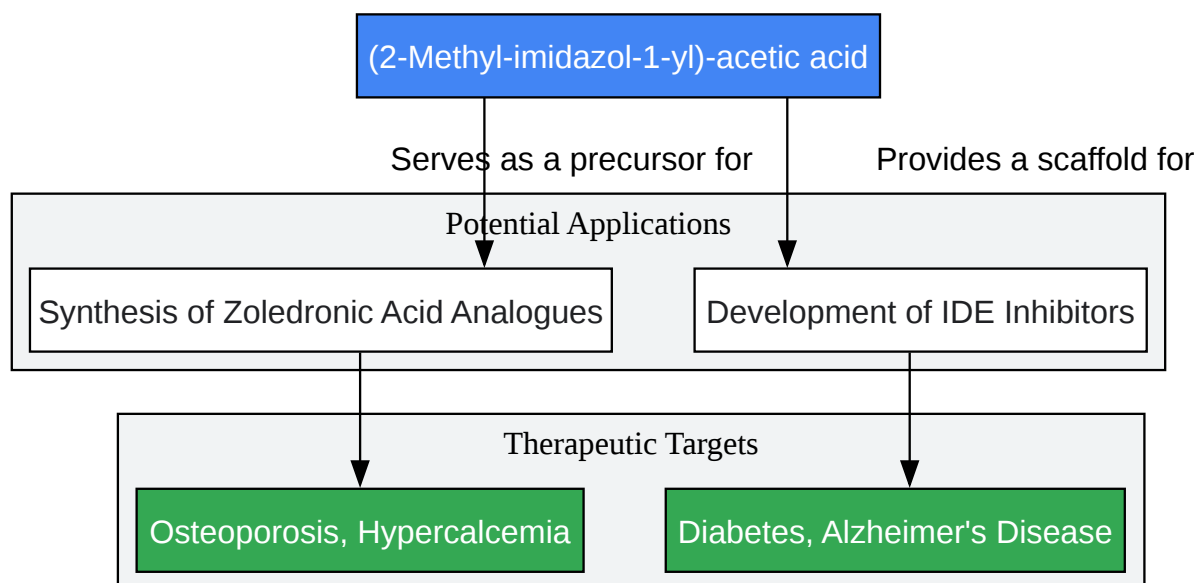 (2-Methyl-imidazol-1-yl)-acetic acid
Serves as a precursor for
Provides a scaffold for
Potential Applications
Synthesis of Zoledronic Acid Analogues
Development of IDE Inhibitors
Therapeutic Targets
Osteoporosis, Hypercalcemia
Diabetes, Alzheimer's Disease